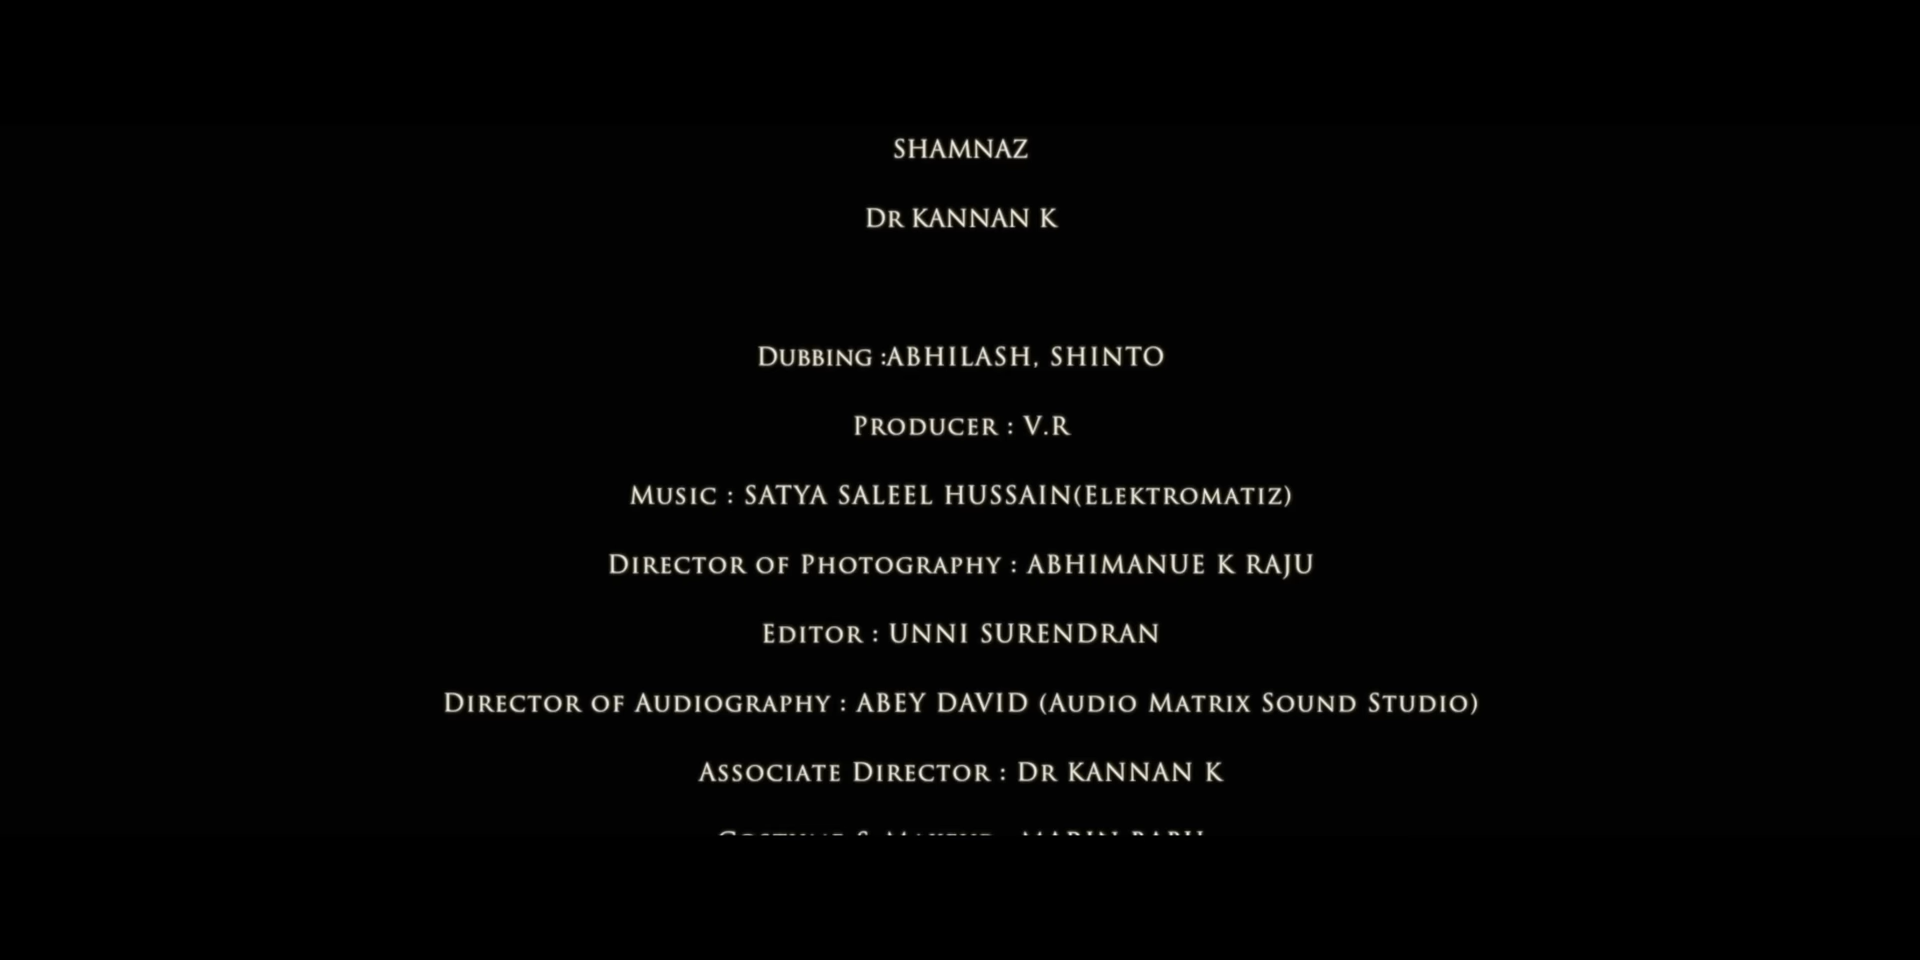 SHAMNAZ
Dr KANNAN K
Dubbing :ABHILASH, SHINTO
Producer : V.R
Music : SATYA SALEEL HUSSAIN(Elektromatiz)
Director of Photography : ABHIMANUE K RAJU
Editor : UNNI SURENDRAN
Director of Audiography : ABEY DAVID (Audio Matrix Sound Studio)
Associate Director : Dr KANNAN K